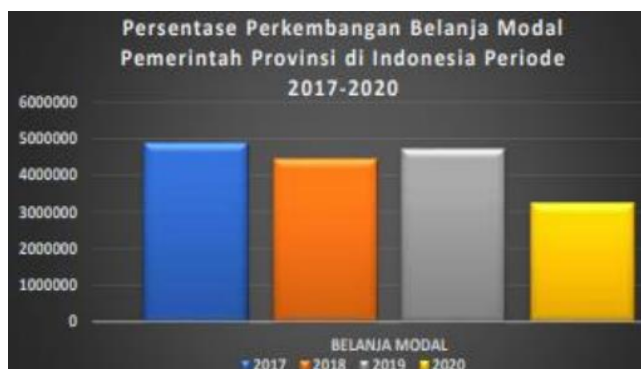 Persentase Perkembangan Belanja Modal
Pemerintah Provinsi di Indonesia Periode
2017-2020
6000000
5000000
4000000
3000000
2000000
1000000
0
BELANJA MODAL
2017 2018 2019 2020